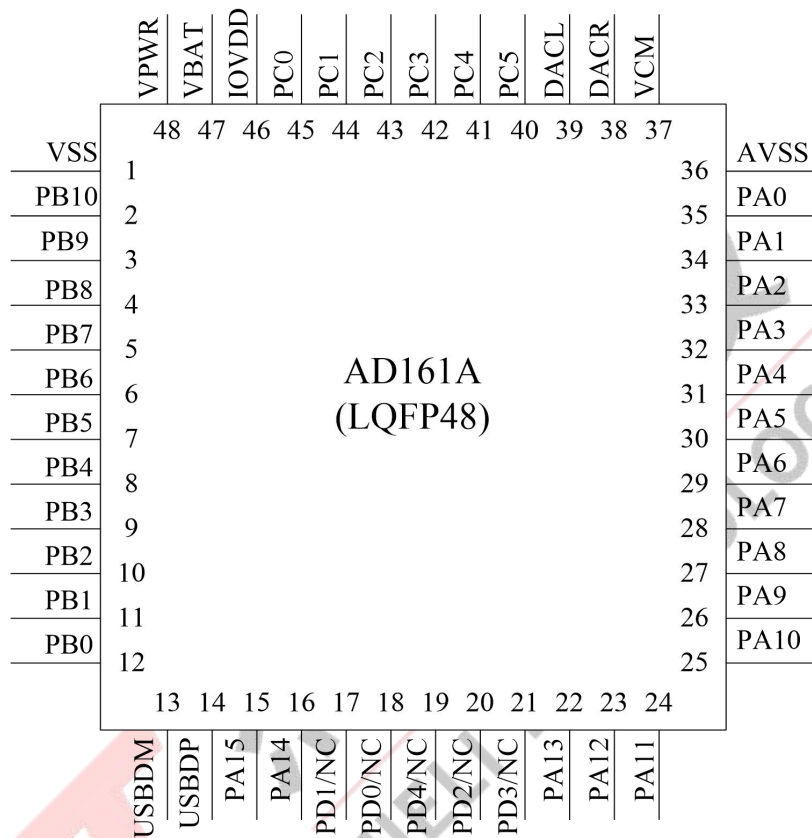 VPWR VBAT IOVDD PC0 PC1 PC2 PC3 PC4 PC5 DACL DACR VCM
48 47 46 45 44 43 42 41 40 39 38 37
VSS 1 36 AVSS
PB10 2 35 PA0
PB9 3 34 PA1
PB8 4 33 PA2
PB7 5 32 PA3
PB6 6 31 PA4
AD161A
(LQFP48)
PB5 7 30 PA5
PB4 8 29 PA6
PB3 9 28 PA7
PB2 10 27 PA8
PB1 11 26 PA9
PB0 12 25 PA10
13 14 15 16 17 18 19 20 21 22 23 24
USBDM USBDP PA15 PA14 PD1/NC PD0/NC PD4/NC PD2/NC PD3/NC PA13 PA12 PA11